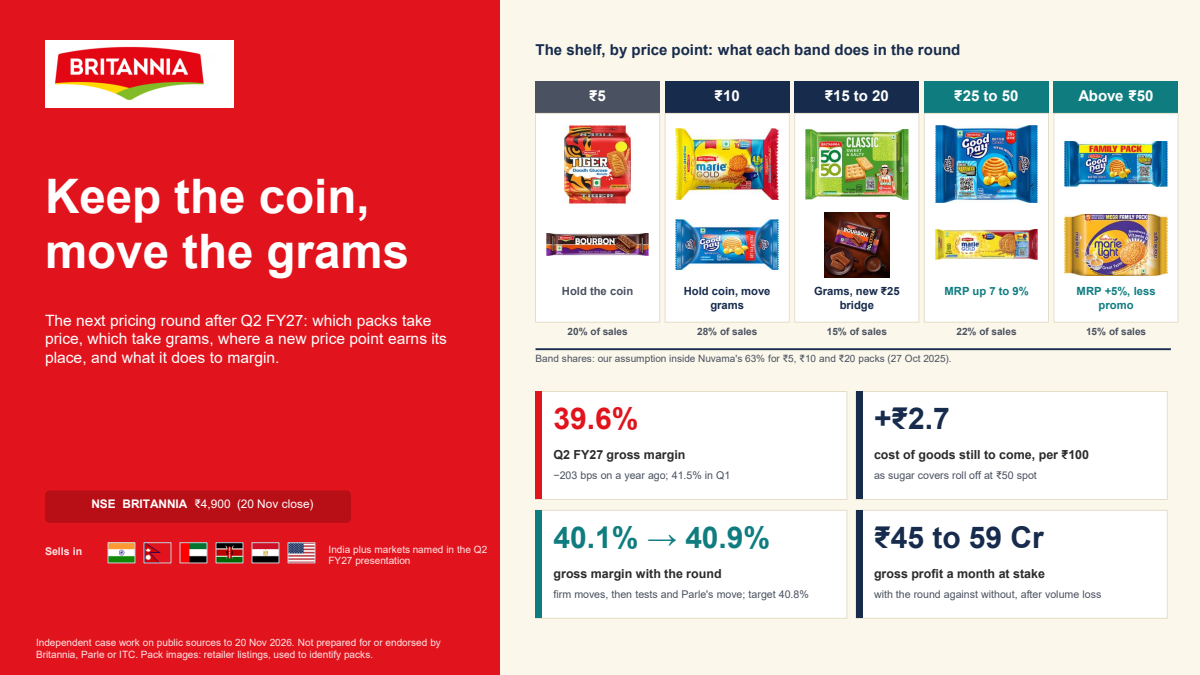 BRITANNIA
Keep the coin,
move the grams
The next pricing round after Q2 FY27: which packs take
price, which take grams, where a new price point earns its
place, and what it does to margin.
NSE BRITANNIA ₹4,900 (20 Nov close)
Sells in
India plus markets named in the Q2
FY27 presentation
Independent case work on public sources to 20 Nov 2026. Not prepared for or endorsed by
Britannia, Parle or ITC. Pack images: retailer listings, used to identify packs.
The shelf, by price point: what each band does in the round
₹5
₹10
₹15 to 20
₹25 to 50
Above ₹50
TIGER
Doodh Glucose
marie
GOLD
CLASSIC
SWEET
& SALTY
50
50
Good
Day
FAMILY PACK
BOURBON
Good
Day
BOURBON
marie
GOLD
MEGA FAMILY PACK
marie
light
Hold the coin
Hold coin, move
grams
Grams, new ₹25
bridge
MRP up 7 to 9%
MRP +5%, less
promo
20% of sales
28% of sales
15% of sales
22% of sales
15% of sales
Band shares: our assumption inside Nuvama's 63% for ₹5, ₹10 and ₹20 packs (27 Oct 2025).
39.6%
Q2 FY27 gross margin
−203 bps on a year ago; 41.5% in Q1
+₹2.7
cost of goods still to come, per ₹100
as sugar covers roll off at ₹50 spot
40.1% → 40.9%
gross margin with the round
firm moves, then tests and Parle's move; target 40.8%
₹45 to 59 Cr
gross profit a month at stake
with the round against without, after volume loss